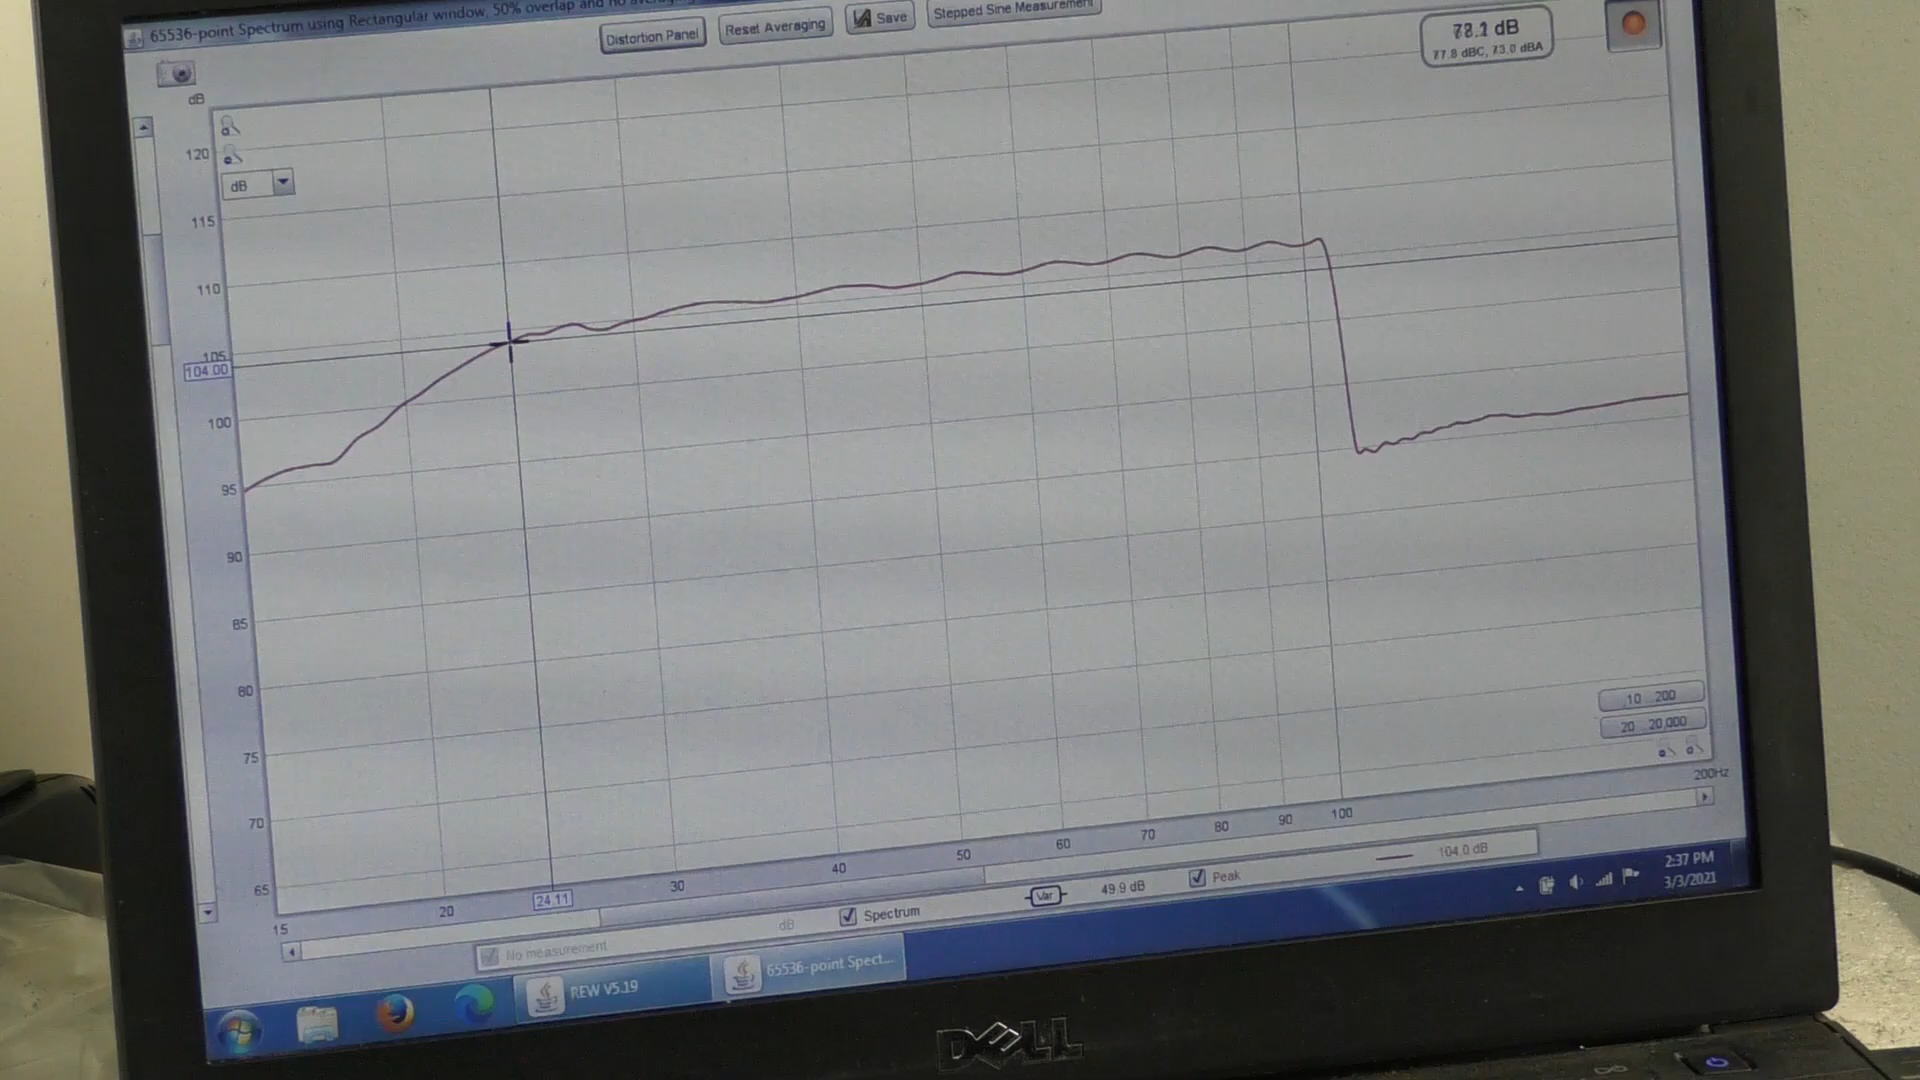 65536-point Spectrum using Rectangular window, 50% overlap and no
Distortion Panel
Reset Averaging
Save
Stepped Sine Measurement
78.1 dB
77.8 dBC, 73.0 dBA
dB
120
dB
115
110
105
104.00
100
95
90
85
80
75
70
65
10 .. 200
20 .. 20,000
200Hz
15
20
24.11
30
40
50
60
70
80
90
100
No measurement
dB
Spectrum
Var
49.9 dB
Peak
104.0 dB
REW V5.19
65536-point Spect...
2:37 PM
3/3/2021
DELL